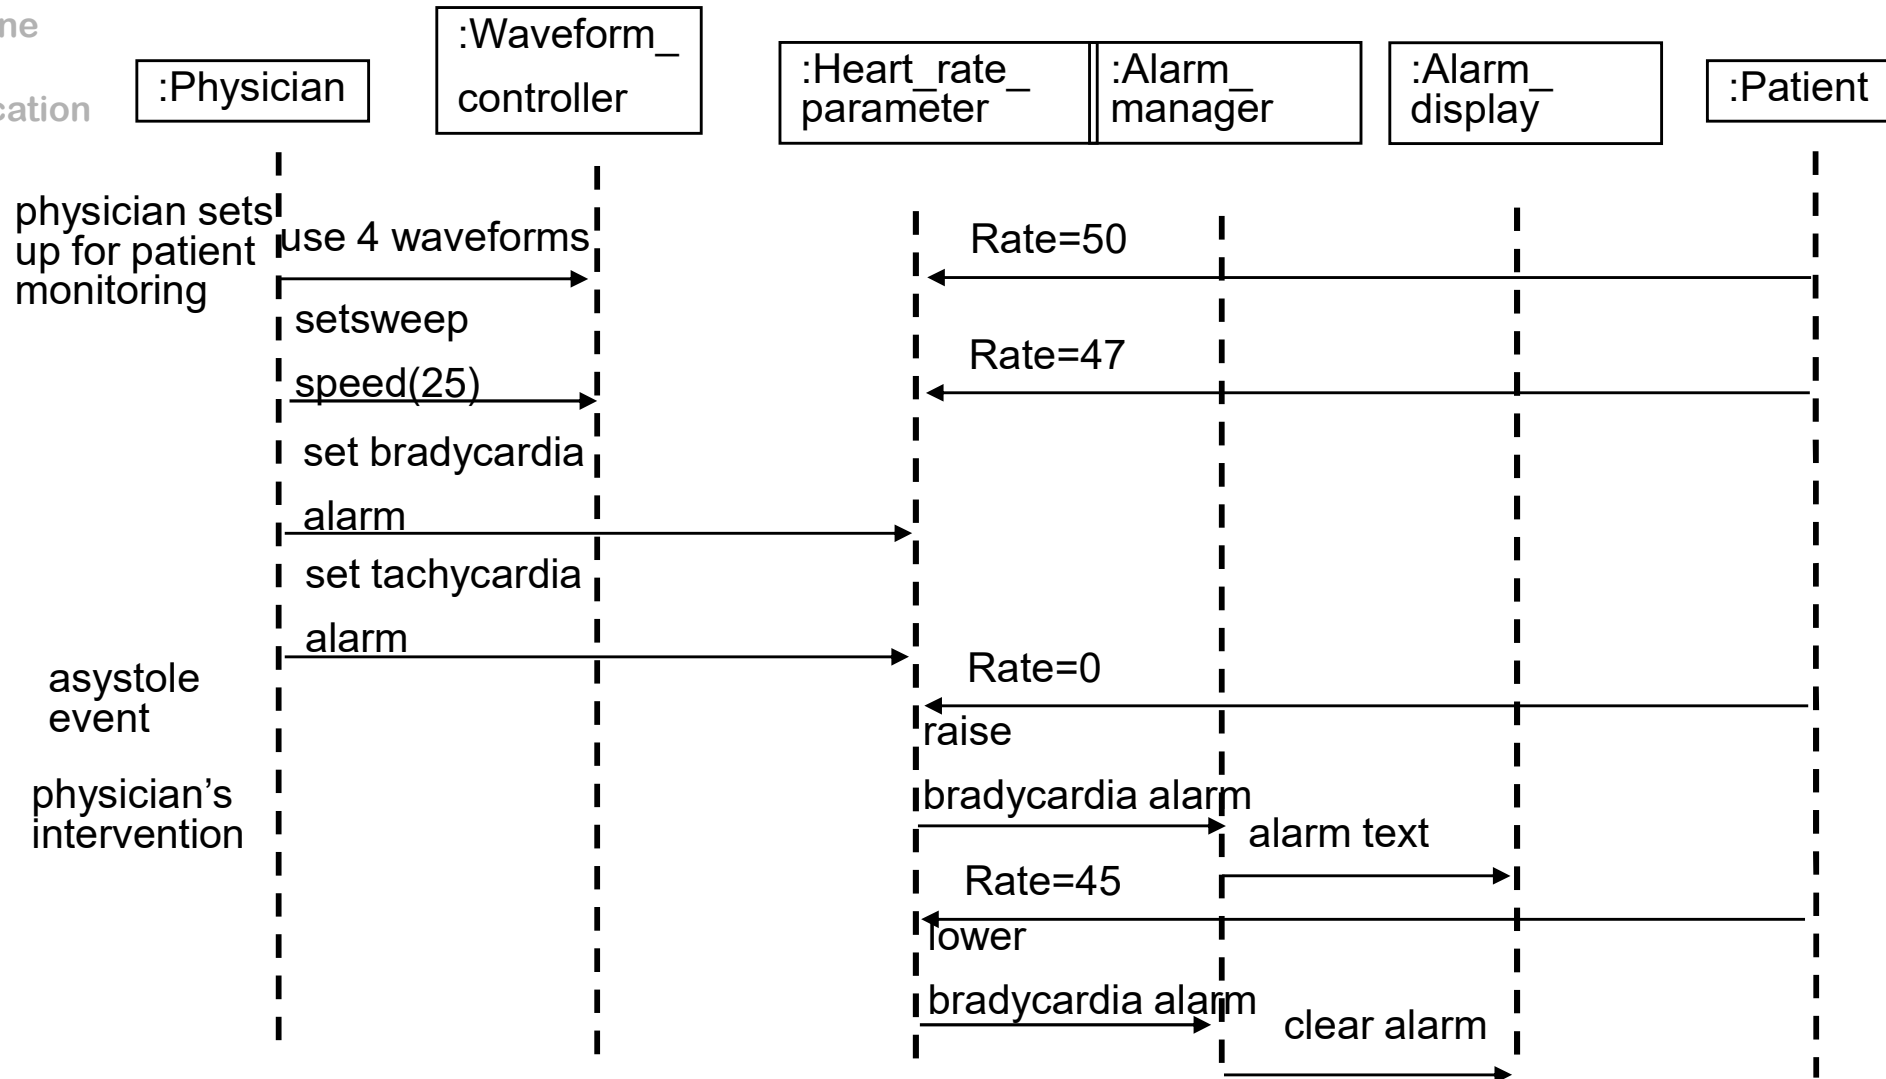 ne
cation
:Physician
:Waveform_
controller
:Heart_rate_
parameter
:Alarm_
manager
:Alarm_
display
:Patient
physician sets
up for patient
monitoring
use 4 waveforms
Rate=50
setsweep
speed(25)
Rate=47
set bradycardia
alarm
set tachycardia
alarm
asystole
event
Rate=0
raise
bradycardia alarm
physician’s
intervention
alarm text
Rate=45
lower
bradycardia alarm
clear alarm